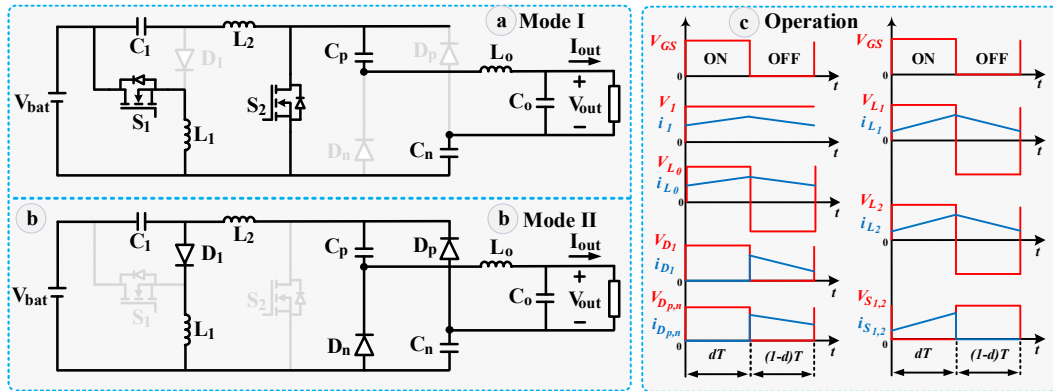 a Mode I
C1
D1
L2
Cp
Dp
Lo
Iout
S1
S2
Vbat
L1
Co
+
Vout
−
Dn
Cn
b
b Mode II
C1
D1
L2
Cp
Dp
Lo
Iout
S1
S2
Vbat
L1
Co
+
Vout
−
Dn
Cn
c Operation
VGS
ON OFF
0
t
V1
i1
0
t
VL0
iL0
0
t
VD1
iD1
0
t
VDp,n
iDp,n
0
t
dT (1-d)T
VGS
ON OFF
0
t
VL1
iL1
0
t
VL2
iL2
0
t
VS1,2
iS1,2
0
t
dT (1-d)T